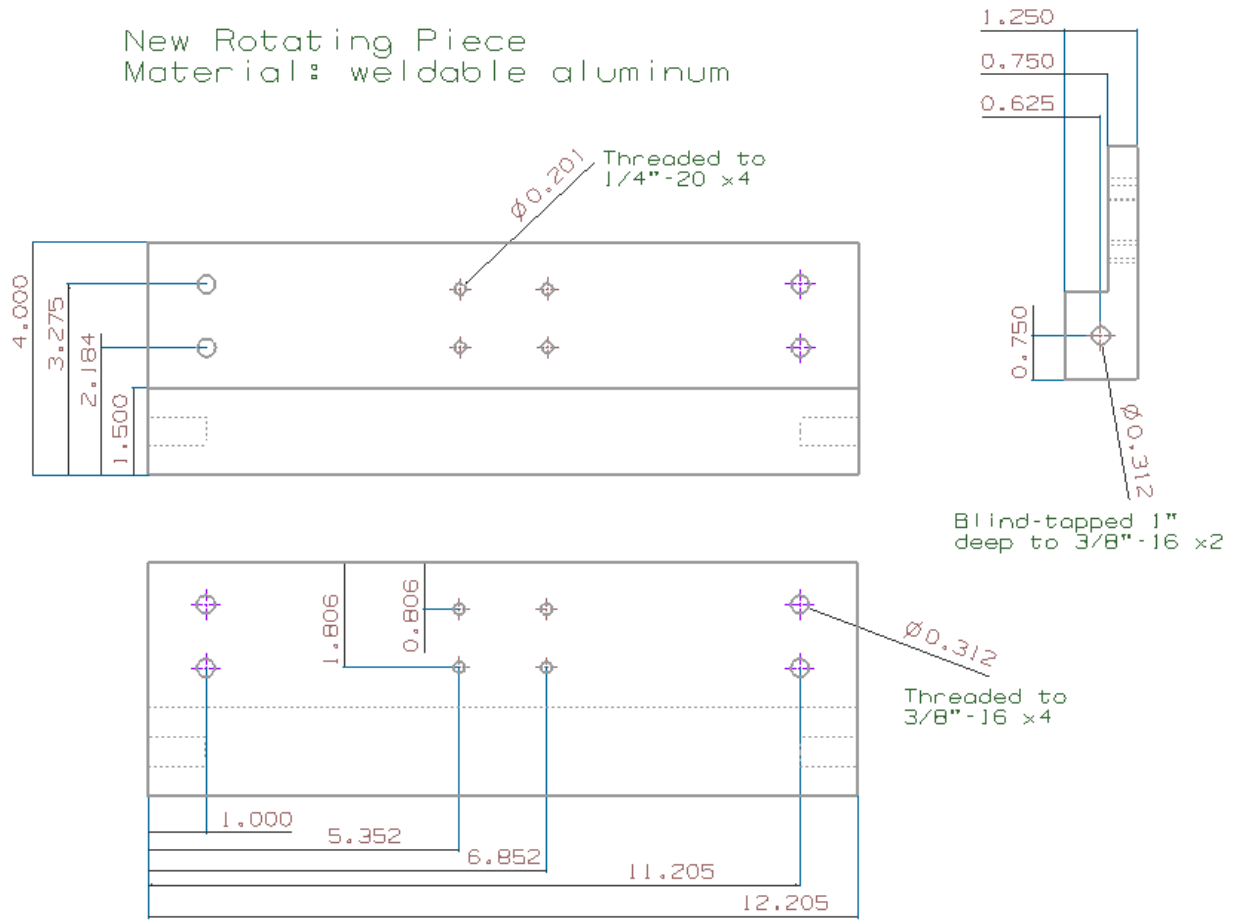 New Rotating Piece
Material: weldable aluminum
1.250
0.750
0.625
Ø0.201
Threaded to
1/4"-20 x4
4.000
3.275
2.184
1.500
0.750
Ø0.312
Blind-tapped 1"
deep to 3/8"-16 x2
1.806
0.806
Ø0.312
Threaded to
3/8"-16 x4
1.000
5.352
6.852
11.205
12.205